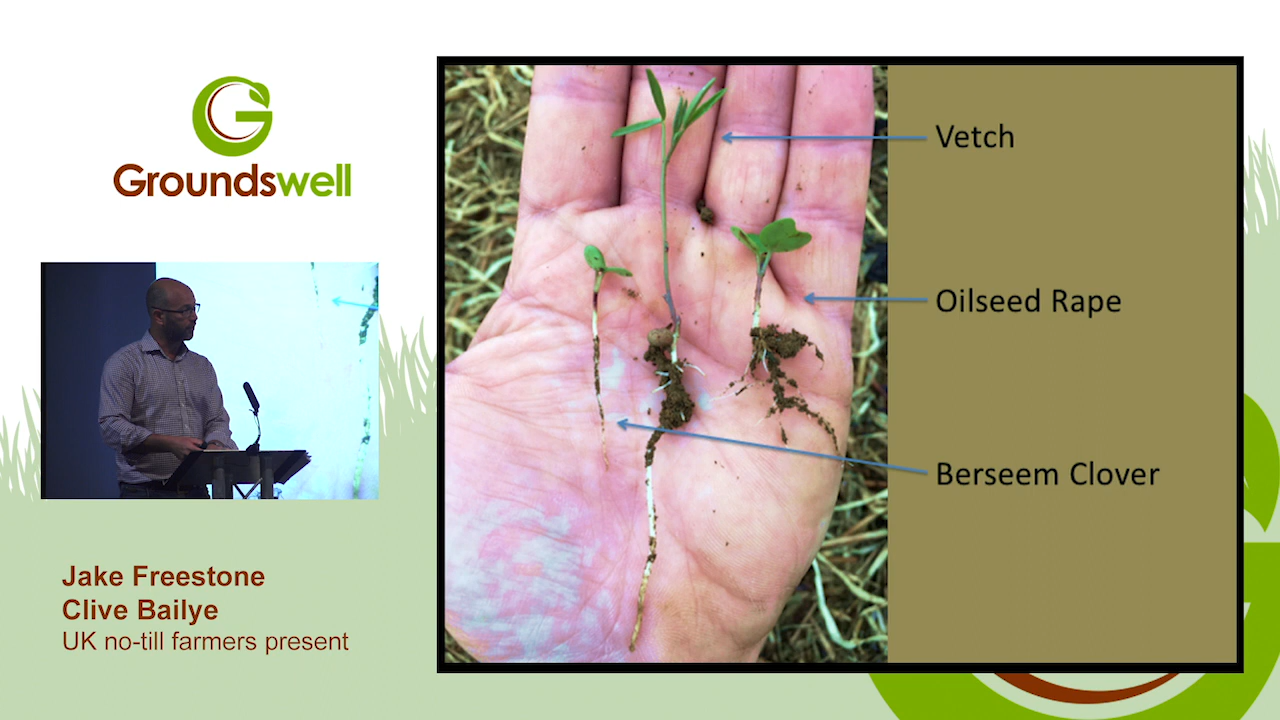 Groundswell
Vetch
Oilseed Rape
Berseem Clover
Jake Freestone
Clive Bailye
UK no-till farmers present